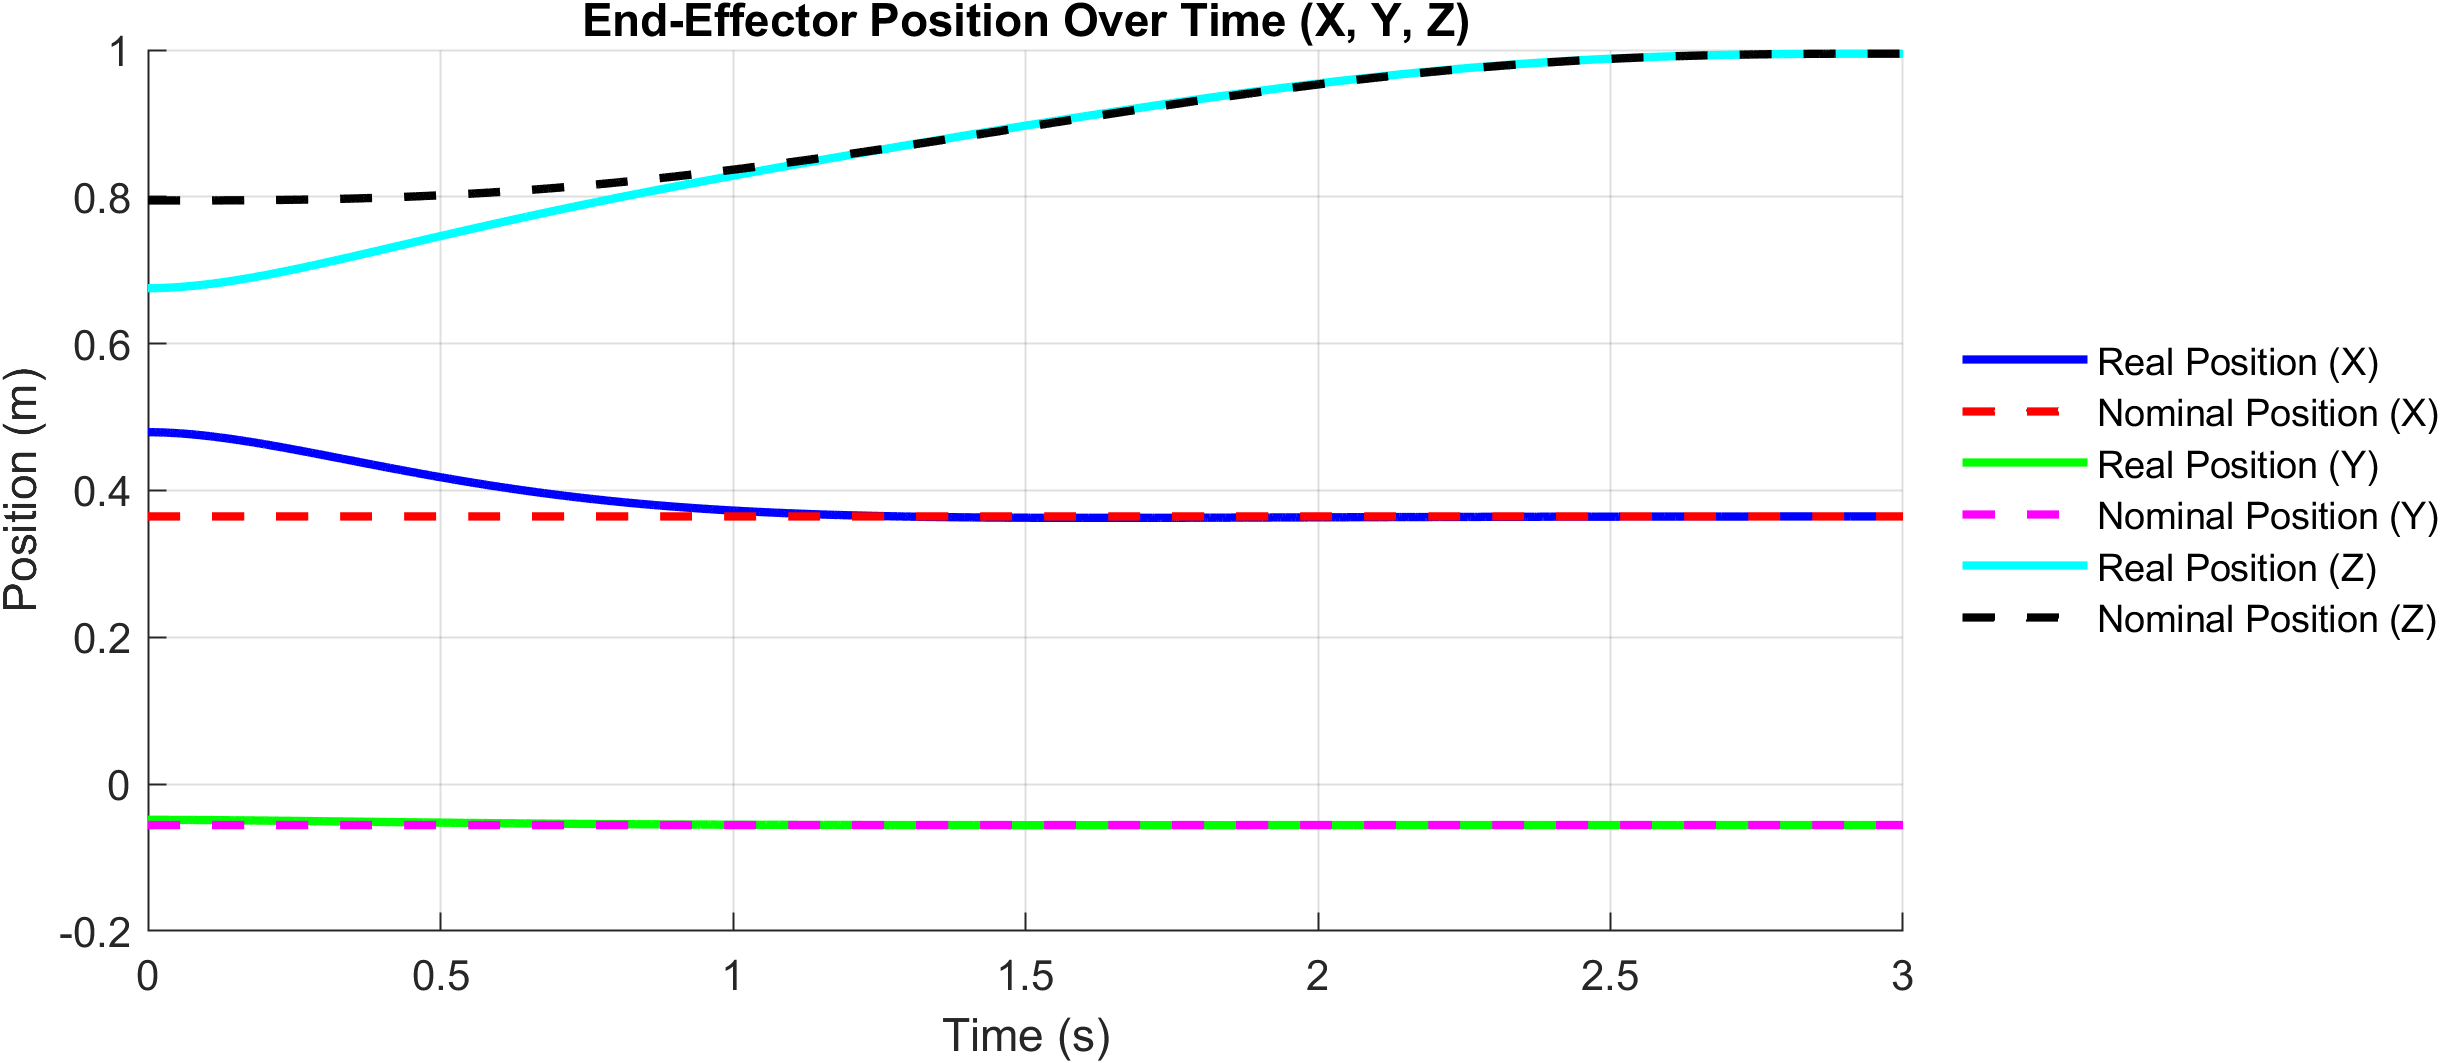 End-Effector Position Over Time (X, Y, Z)
Position (m)
1
0.8
0.6
0.4
0.2
0
-0.2
0
0.5
1
1.5
2
2.5
3
Time (s)
Real Position (X)
Nominal Position (X)
Real Position (Y)
Nominal Position (Y)
Real Position (Z)
Nominal Position (Z)